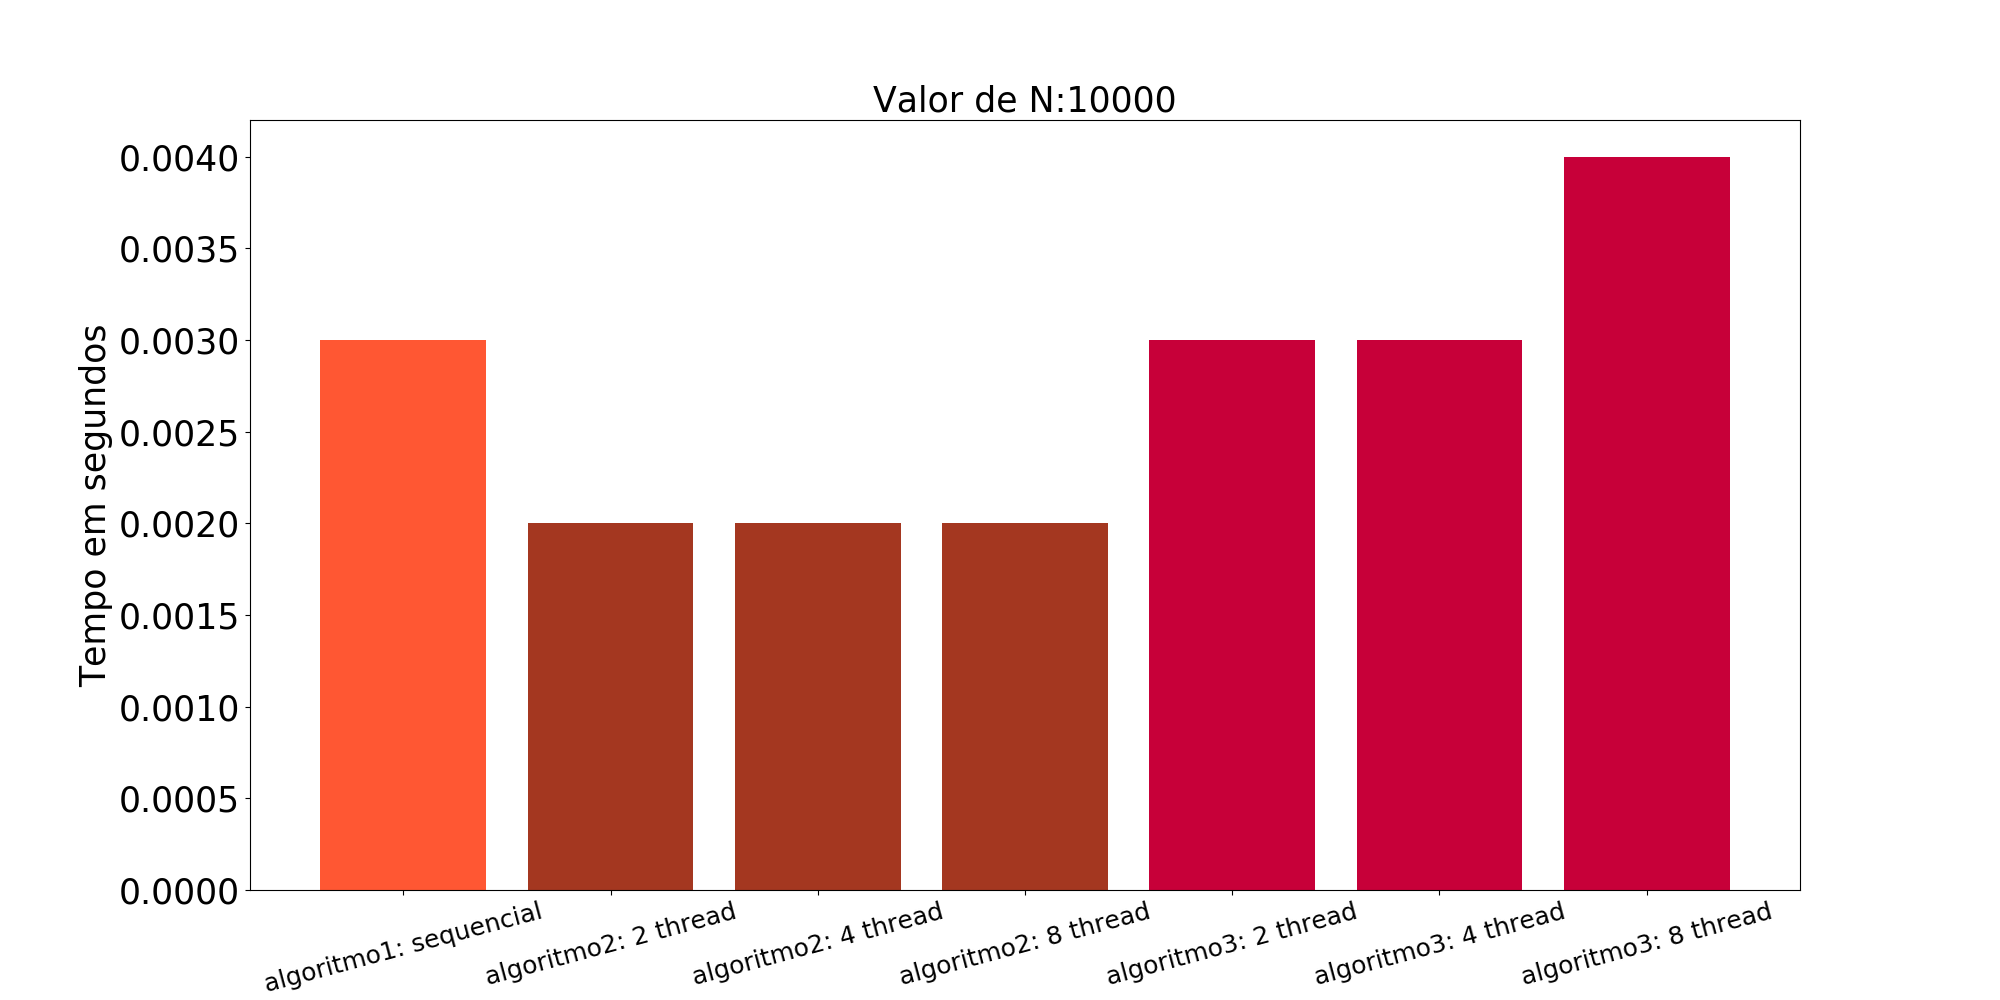 Valor de N:10000
Tempo em segundos
0.0040
0.0035
0.0030
0.0025
0.0020
0.0015
0.0010
0.0005
0.0000
algoritmo1: sequencial
algoritmo2: 2 thread
algoritmo2: 4 thread
algoritmo2: 8 thread
algoritmo3: 2 thread
algoritmo3: 4 thread
algoritmo3: 8 thread